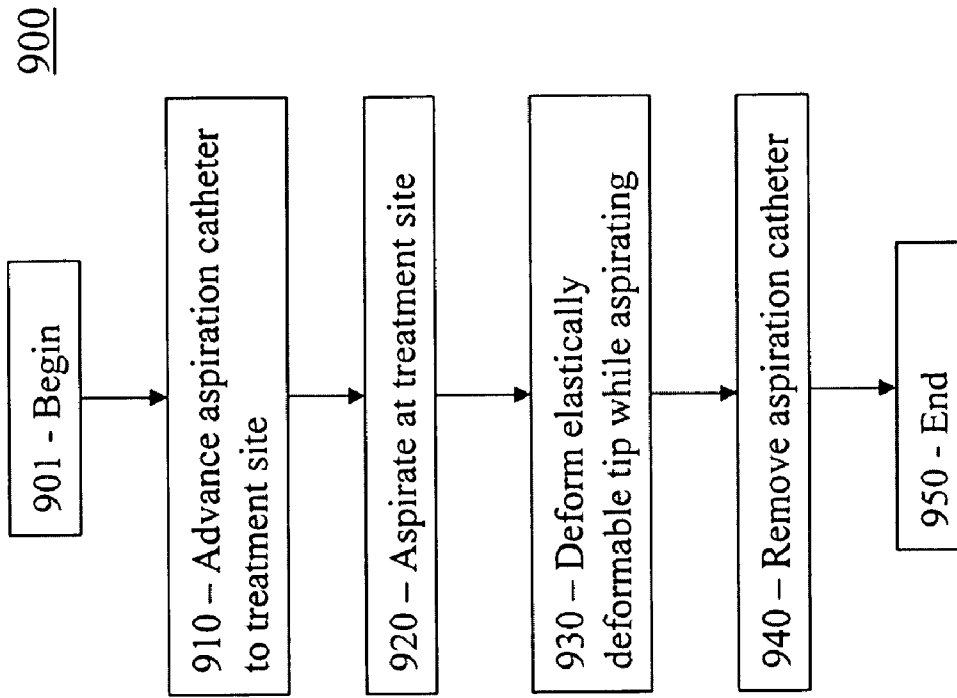 900
901 - Begin
910 – Advance aspiration catheter
to treatment site
920 – Aspirate at treatment site
930 – Deform elastically
deformable tip while aspirating
940 – Remove aspiration catheter
950 - End